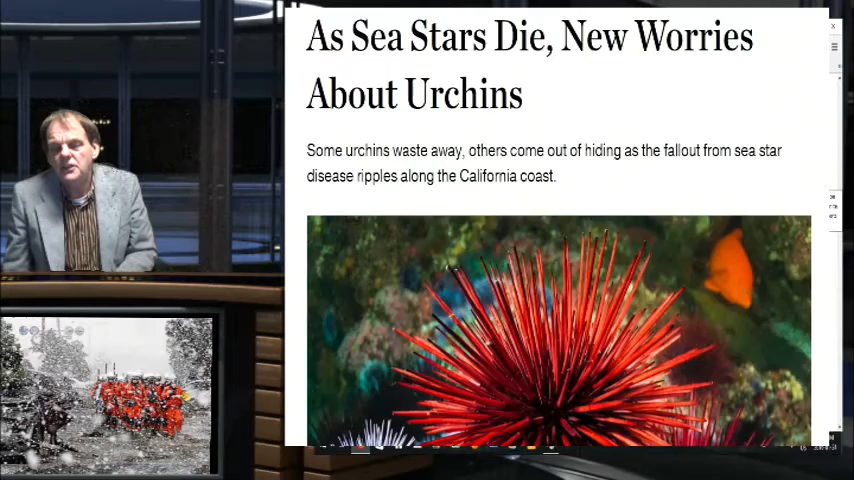 As Sea Stars Die, New Worries
About Urchins
Some urchins waste away, others come out of hiding as the fallout from sea star
disease ripples along the California coast.